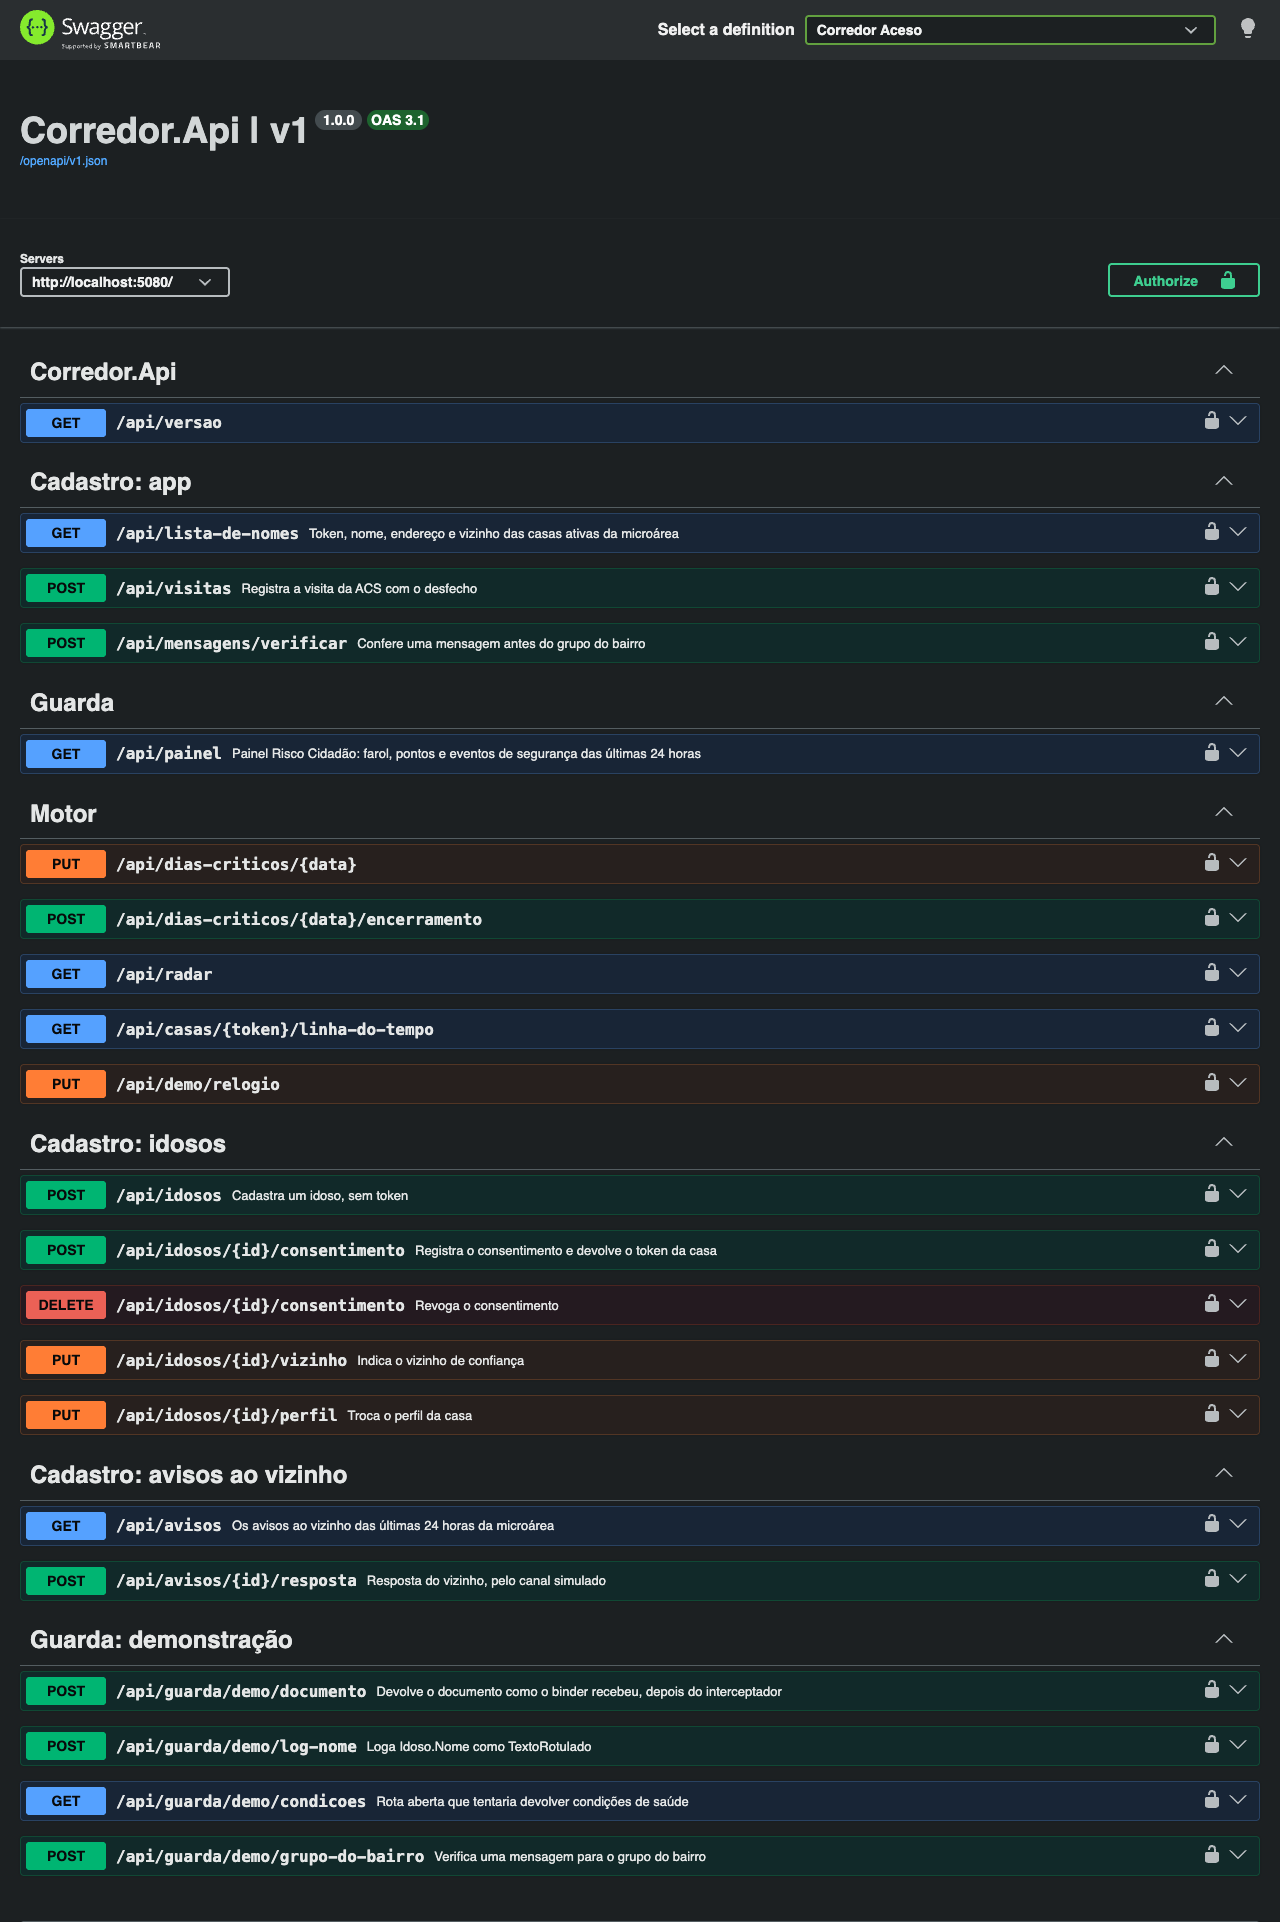 Swagger
Supported by SMARTBEAR
Select a definition
Corredor Aceso
Corredor.Api | v1
1.0.0
OAS 3.1
/openapi/v1.json
Servers
http://localhost:5080/
Authorize
Corredor.Api
GET /api/versao
Cadastro: app
GET /api/lista-de-nomes Token, nome, endereço e vizinho das casas ativas da microárea
POST /api/visitas Registra a visita da ACS com o desfecho
POST /api/mensagens/verificar Confere uma mensagem antes do grupo do bairro
Guarda
GET /api/painel Painel Risco Cidadão: farol, pontos e eventos de segurança das últimas 24 horas
Motor
PUT /api/dias-criticos/{data}
POST /api/dias-criticos/{data}/encerramento
GET /api/radar
GET /api/casas/{token}/linha-do-tempo
PUT /api/demo/relogio
Cadastro: idosos
POST /api/idosos Cadastra um idoso, sem token
POST /api/idosos/{id}/consentimento Registra o consentimento e devolve o token da casa
DELETE /api/idosos/{id}/consentimento Revoga o consentimento
PUT /api/idosos/{id}/vizinho Indica o vizinho de confiança
PUT /api/idosos/{id}/perfil Troca o perfil da casa
Cadastro: avisos ao vizinho
GET /api/avisos Os avisos ao vizinho das últimas 24 horas da microárea
POST /api/avisos/{id}/resposta Resposta do vizinho, pelo canal simulado
Guarda: demonstração
POST /api/guarda/demo/documento Devolve o documento como o binder recebeu, depois do interceptador
POST /api/guarda/demo/log-nome Loga Idoso.Nome como TextoRotulado
GET /api/guarda/demo/condicoes Rota aberta que tentaria devolver condições de saúde
POST /api/guarda/demo/grupo-do-bairro Verifica uma mensagem para o grupo do bairro